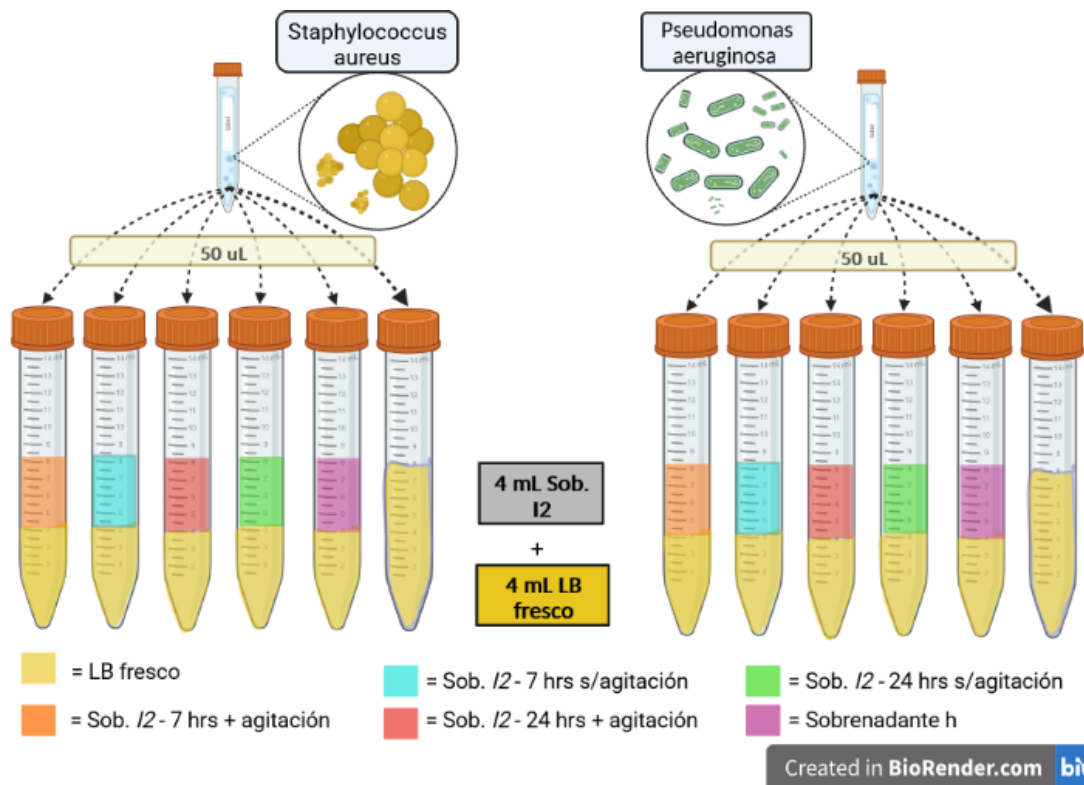 Staphylococcus
aureus
Pseudomonas
aeruginosa
50 uL
50 uL
4 mL Sob.
I2
+
4 mL LB
fresco
= LB fresco
= Sob. I2 - 7 hrs s/agitación
= Sob. I2 - 24 hrs s/agitación
= Sob. I2 - 7 hrs + agitación
= Sob. I2 - 24 hrs + agitación
= Sobrenadante h
Created in BioRender.com